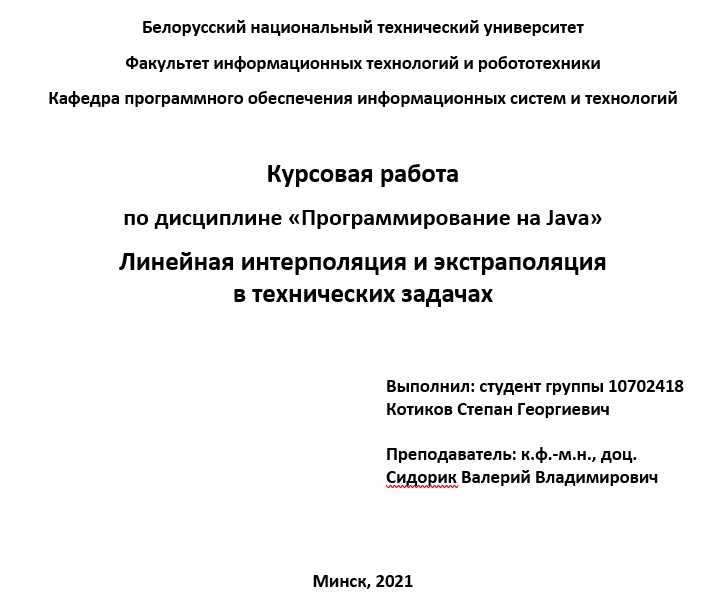 Белорусский национальный технический университет
Факультет информационных технологий и робототехники
Кафедра программного обеспечения информационных систем и технологий
Курсовая работа
по дисциплине «Программирование на Java»
Линейная интерполяция и экстраполяция
в технических задачах
Выполнил: студент группы 10702418
Котиков Степан Георгиевич
Преподаватель: к.ф.-м.н., доц.
Сидорик Валерий Владимирович
Минск, 2021